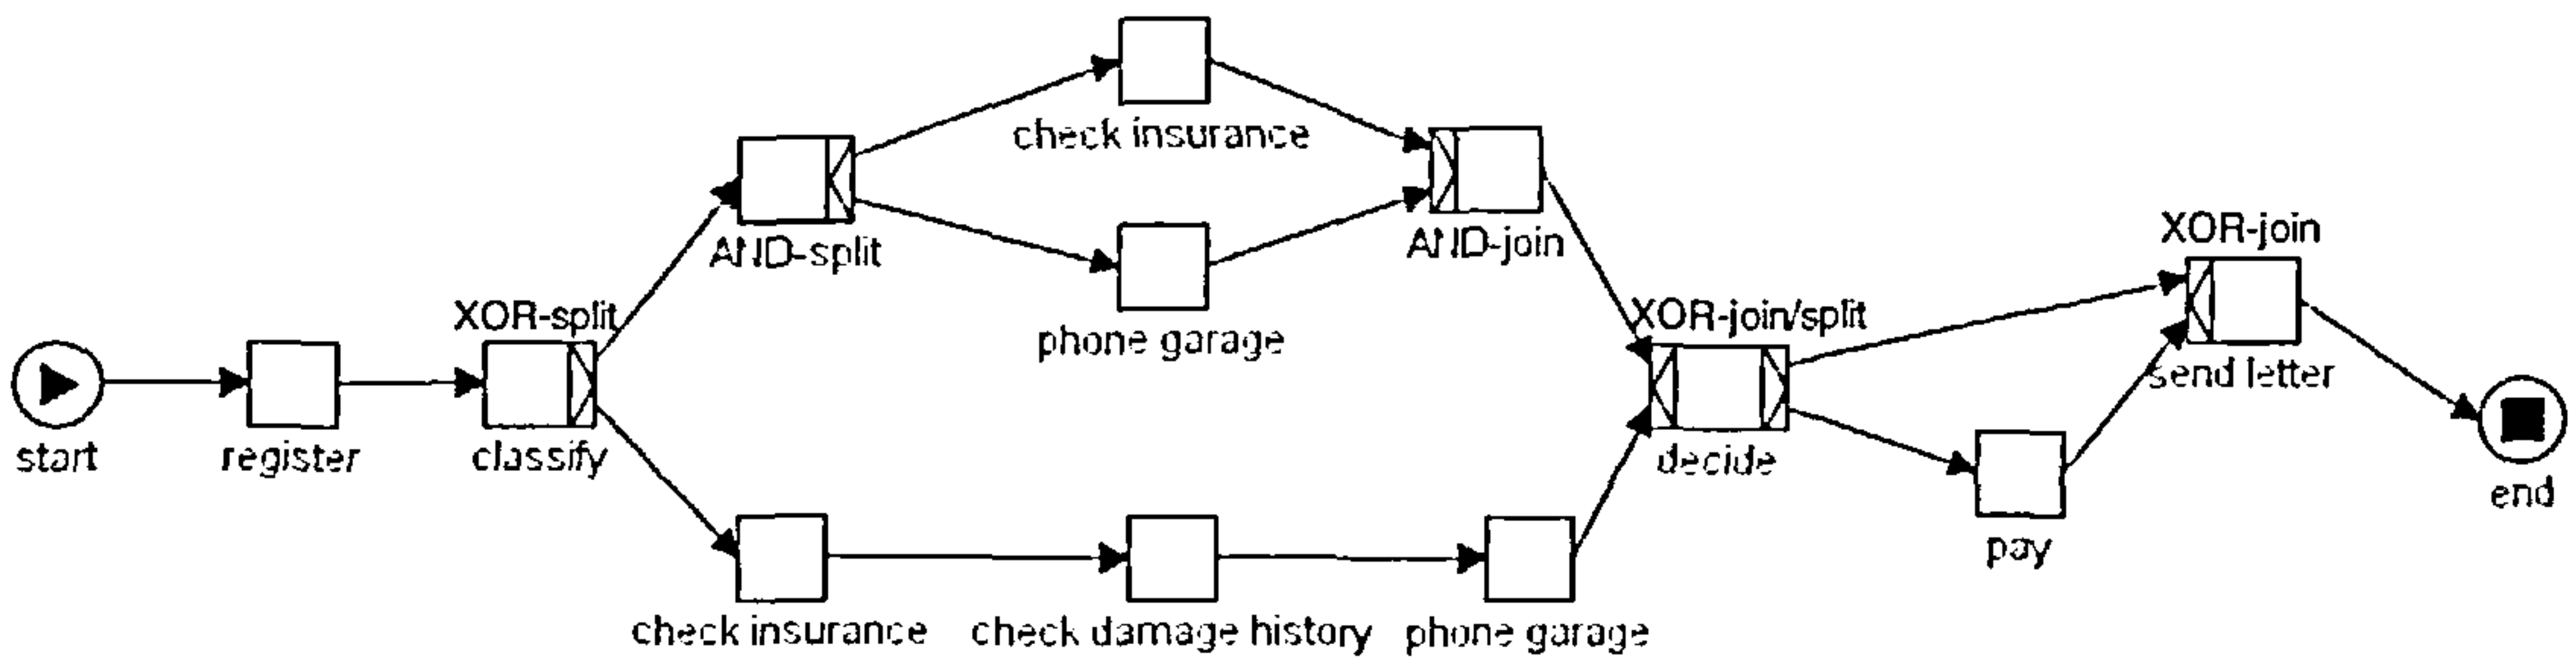 check insurance
AND-split
AND-join
phone garage
XOR-join
XOR-split
XOR-join/split
send letter
start
register
classify
decide
end
pay
check insurance
check damage history
phone garage